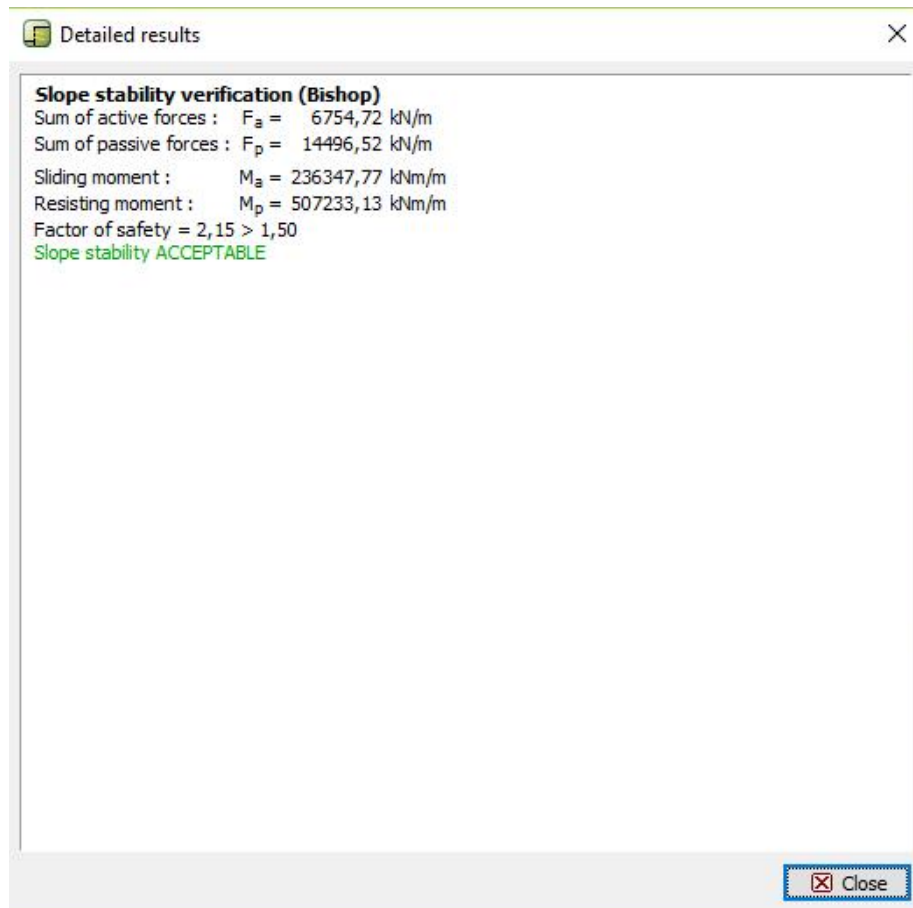 Detailed results
Slope stability verification (Bishop)
Sum of active forces : Fa = 6754,72 kN/m
Sum of passive forces : Fp = 14496,52 kN/m
Sliding moment : Ma = 236347,77 kNm/m
Resisting moment : Mp = 507233,13 kNm/m
Factor of safety = 2,15 > 1,50
Slope stability ACCEPTABLE
Close